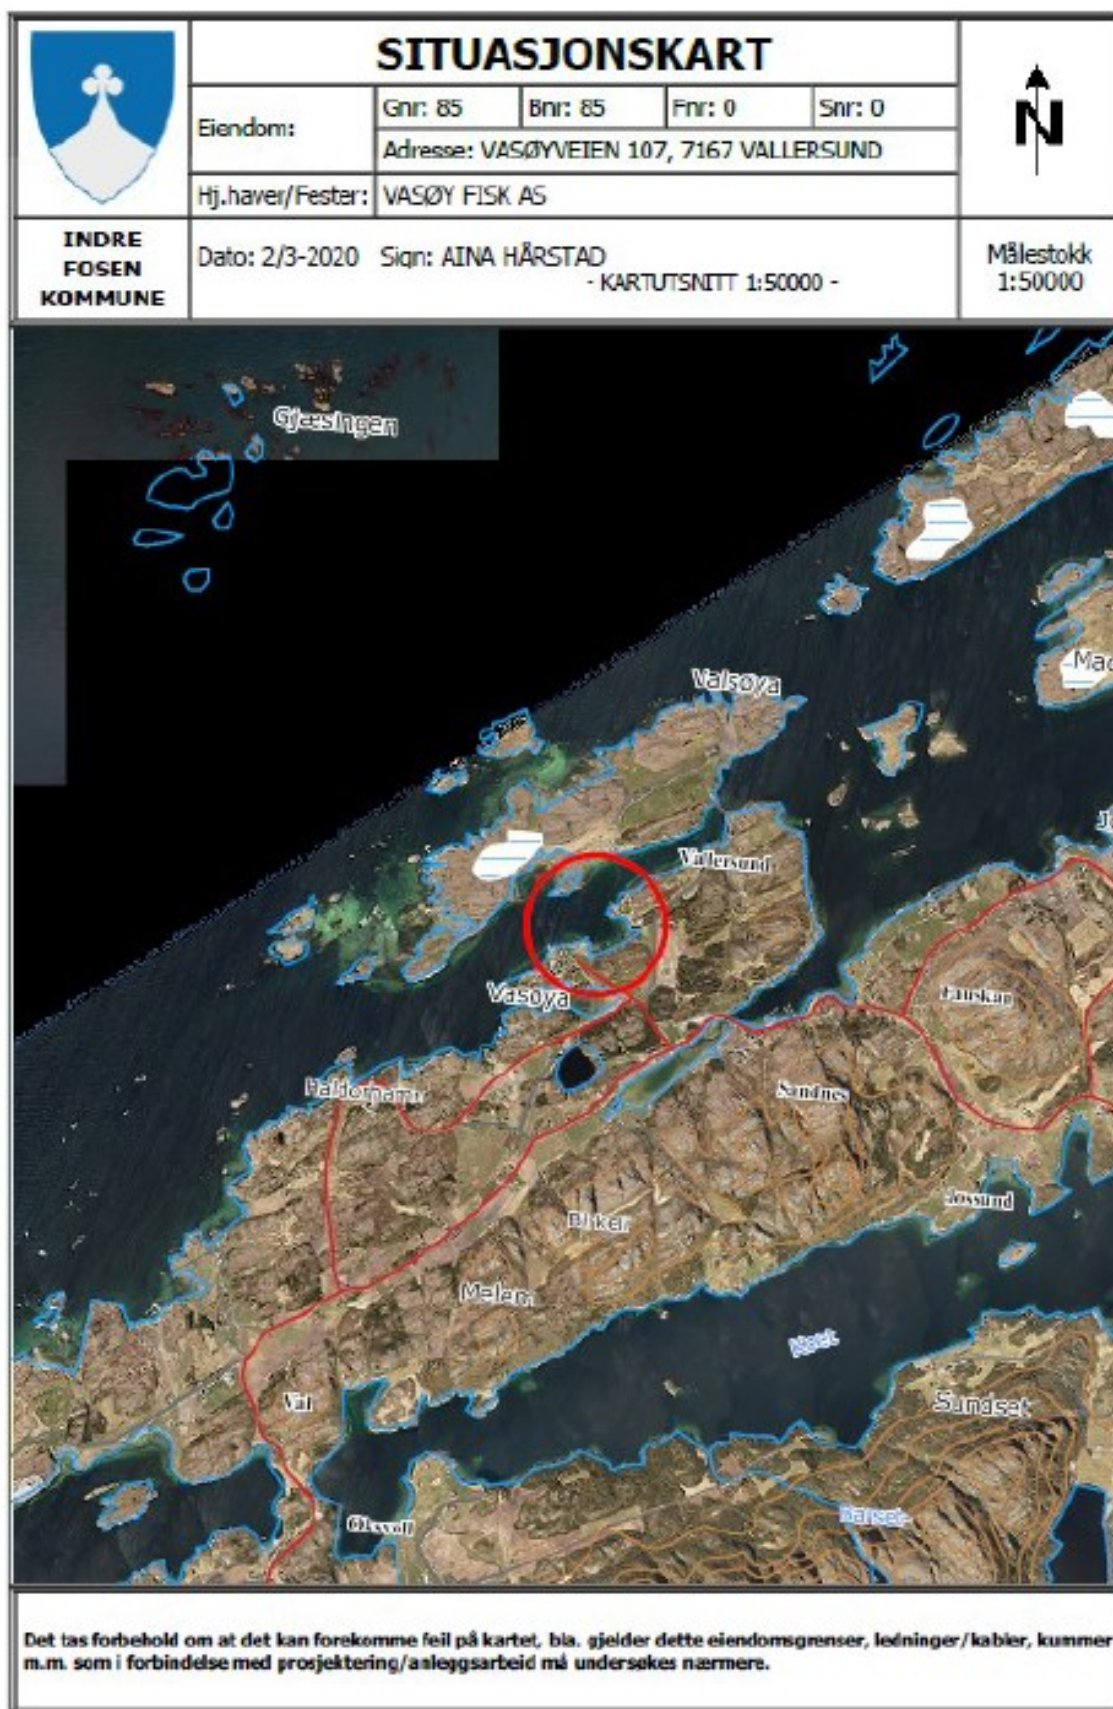 SITUASJONSKART
Eiendom:
Gnr: 85
Bnr: 85
Fnr: 0
Snr: 0
Adresse: VASØYVEIEN 107, 7167 VALLERSUND
Hj.haver/Fester:
VASØY FISK AS
N
INDRE
FOSEN
KOMMUNE
Dato: 2/3-2020 Sign: AINA HÅRSTAD
- KARTUTSNITT 1:50000 -
Målestokk
1:50000
Gjæsingen
Valsøya
Vallersund
Vasøya
Sandnes
Jossund
Melem
Val
Sundset
Det tas forbehold om at det kan forekomme feil på kartet, bla. gjelder dette eiendomsgrenser, ledninger/kabler, kummer
m.m. som i forbindelse med prosjektering/anleggsarbeid må undersøkes nærmere.